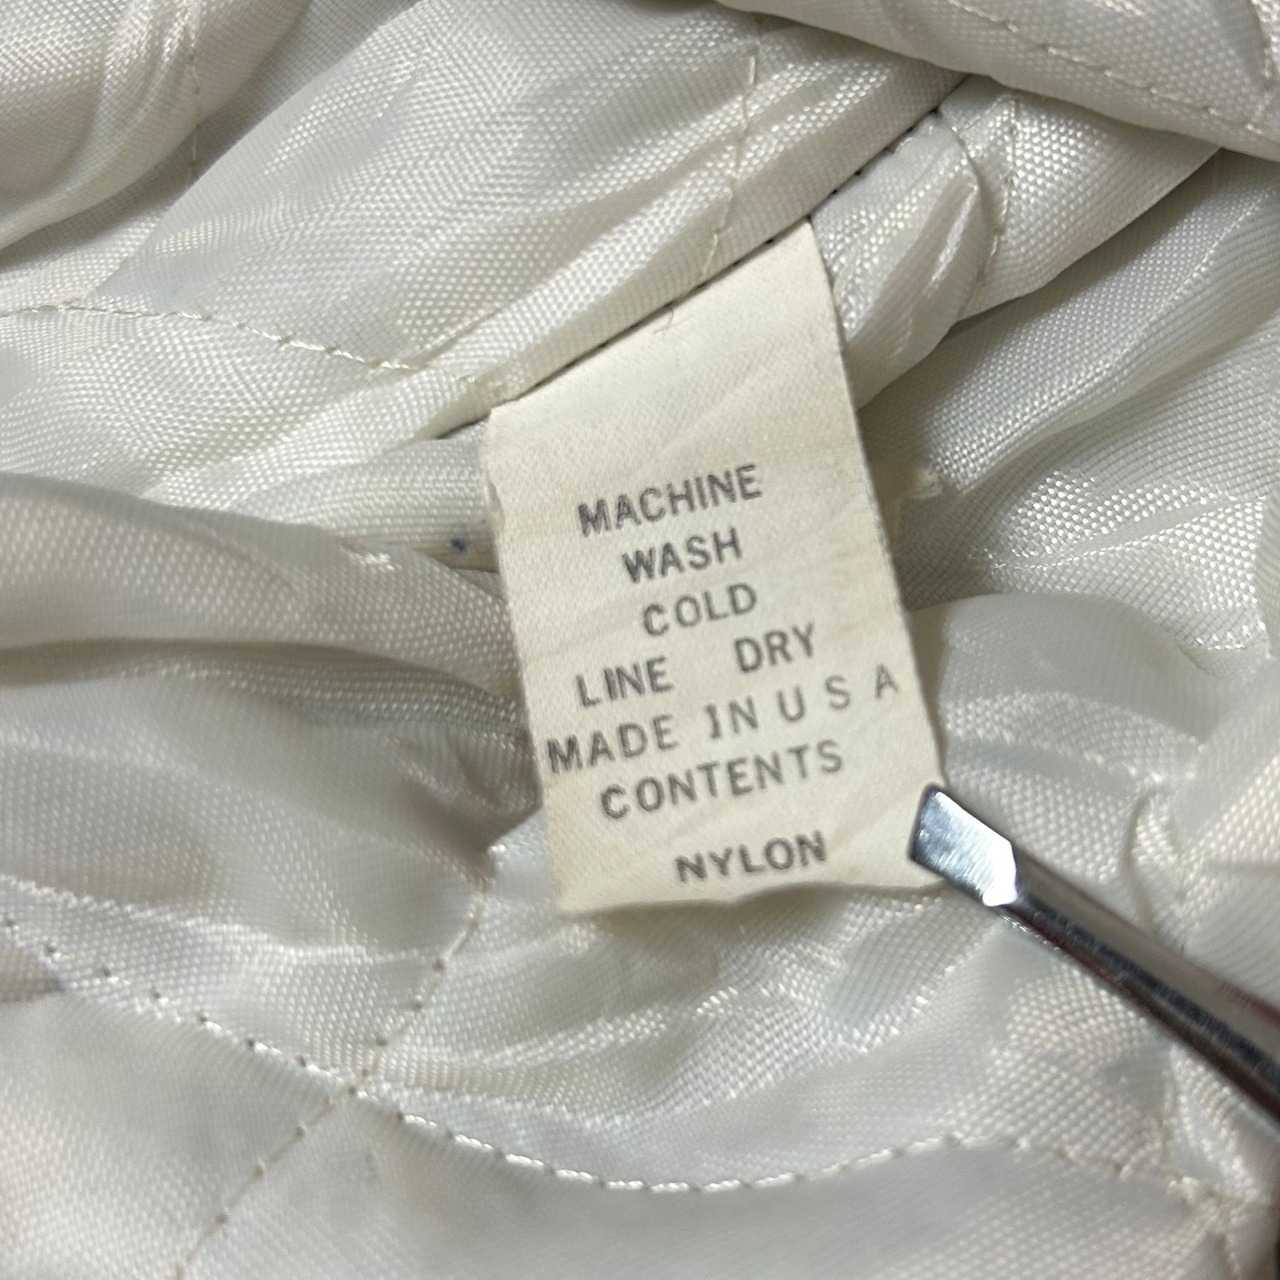 MACHINE
WASH
COLD
LINE DRY
MADE IN U S A
CONTENTS
NYLON